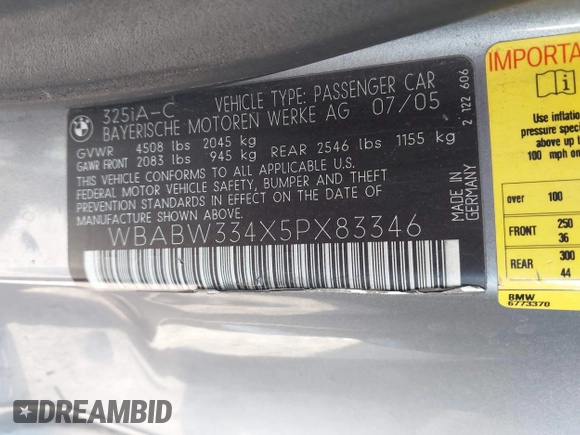 BMW
325iA-C VEHICLE TYPE: PASSENGER CAR
BAYERISCHE MOTOREN WERKE AG 07/05
GVWR 4508 lbs 2045 kg
GAWR FRONT 2083 lbs 945 kg REAR 2546 lbs 1155 kg
THIS VEHICLE CONFORMS TO ALL APPLICABLE U.S.
FEDERAL MOTOR VEHICLE SAFETY, BUMPER AND THEFT
PREVENTION STANDARDS IN EFFECT ON THE DATE OF
MANUFACTURE SHOWN ABOVE.
WBABW334X5PX83346
MADE IN
GERMANY
2 122 606
IMPORTA
Use inflation
pressure spe
above up to
100 mph on
over 100
FRONT 250
36
REAR 300
44
BMW
6773370
DREAMBID